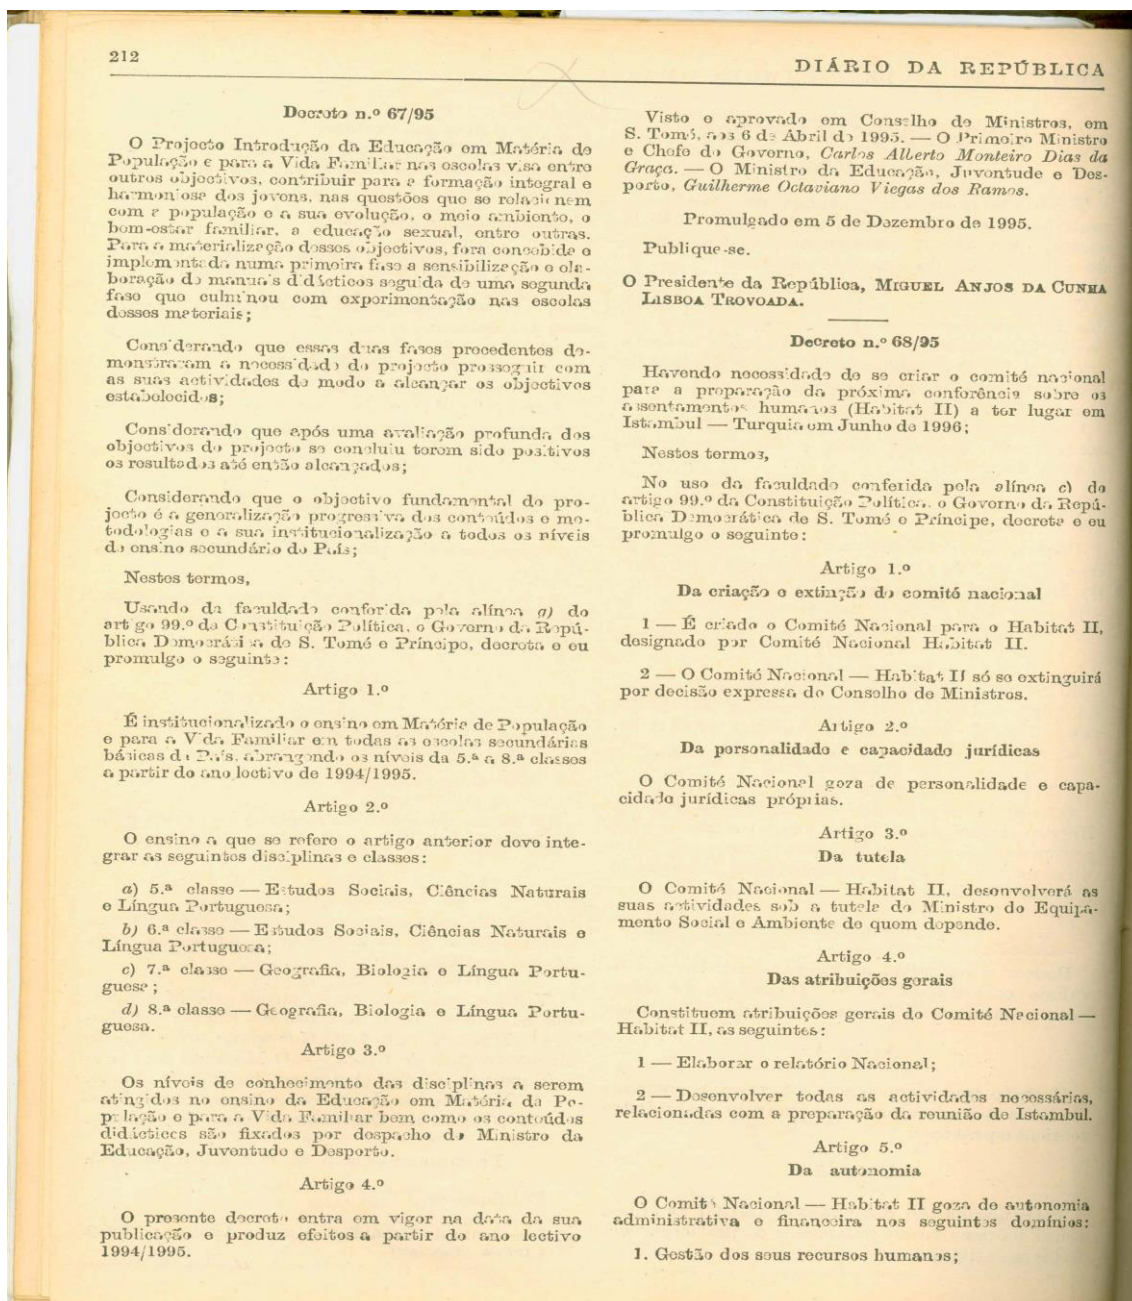 212
DIÁRIO DA REPÚBLICA
Decreto n.º 67/95
O Projecto Introdução da Educação em Matéria de
População e para a Vida Familiar nas escolas visa entre
outros objectivos, contribuir para a formação integral e
harmoniosa dos jovens, nas questões que se relacionem
com a população e a sua evolução, o meio ambiente, o
bem-estar familiar, a educação sexual, entre outras.
Para a materialização desses objectivos, fora concebida e
implementada numa primeira fase a sensibilização e ela-
boração de manuais didácticos seguida de uma segunda
fase que culminou com experimentação nas escolas
desses materiais;
Considerando que essas duas fases precedentes de-
monstraram a necessidade do projecto prosseguir com
as suas actividades de modo a alcançar os objectivos
estabelecidos;
Considerando que após uma avaliação profunda dos
objectivos do projecto se concluiu terem sido positivos
os resultados até então alcançados;
Considerando que o objectivo fundamental do pro-
jecto é a generalização progressiva dos conteúdos e me-
todologias e a sua institucionalização a todos os níveis
do ensino secundário do País;
Nestes termos,
Usando da faculdade conferida pela alínea a) do
artigo 99.º da Constituição Política, o Governo da Repú-
blica Democrática de S. Tomé e Príncipe, decreta e eu
promulgo o seguinte:
Artigo 1.º
É institucionalizado o ensino em Matéria de População
e para a Vida Familiar em todas as escolas secundárias
básicas do País, abrangendo os níveis da 5.ª a 8.ª classes
a partir do ano lectivo de 1994/1995.
Artigo 2.º
O ensino a que se refere o artigo anterior deve inte-
grar as seguintes disciplinas e classes:
a) 5.ª classe — Estudos Sociais, Ciências Naturais
e Língua Portuguesa;
b) 6.ª classe — Estudos Sociais, Ciências Naturais e
Língua Portuguesa;
c) 7.ª classe — Geografia, Biologia e Língua Portu-
guesa;
d) 8.ª classe — Geografia, Biologia e Língua Portu-
guesa.
Artigo 3.º
Os níveis de conhecimento das disciplinas a serem
atingidos no ensino da Educação em Matéria da Po-
pulação e para a Vida Familiar bem como os conteúdos
didácticos são fixados por despacho do Ministro da
Educação, Juventude e Desporto.
Artigo 4.º
O presente decreto entra em vigor na data da sua
publicação e produz efeitos a partir do ano lectivo
1994/1995.
Visto e aprovado em Conselho de Ministros, em
S. Tomé, aos 6 de Abril de 1995. — O Primeiro Ministro
e Chefe do Governo, Carlos Alberto Monteiro Dias da
Graça. — O Ministro da Educação, Juventude e Des-
porto, Guilherme Octaviano Viegas dos Ramos.
Promulgado em 5 de Dezembro de 1995.
Publique-se.
O Presidente da República, MIGUEL ANJOS DA CUNHA
LISBOA TROVOADA.
Decreto n.º 68/95
Havendo necessidade de se criar o comité nacional
para a preparação da próxima conferência sobre os
assentamentos humanos (Habitat II) a ter lugar em
Istambul — Turquia em Junho de 1996;
Nestes termos,
No uso da faculdade conferida pela alínea c) do
artigo 99.º da Constituição Política, o Governo da Repú-
blica Democrática de S. Tomé e Príncipe, decreta e eu
promulgo o seguinte:
Artigo 1.º
Da criação e extinção do comité nacional
1 — É criado o Comité Nacional para o Habitat II,
designado por Comité Nacional Habitat II.
2 — O Comité Nacional — Habitat II só se extinguirá
por decisão expressa do Conselho de Ministros.
Artigo 2.º
Da personalidade e capacidade jurídicas
O Comité Nacional goza de personalidade e capa-
cidade jurídicas próprias.
Artigo 3.º
Da tutela
O Comité Nacional — Habitat II, desenvolverá as
suas actividades sob a tutela do Ministro do Equipa-
mento Social e Ambiente de quem depende.
Artigo 4.º
Das atribuições gerais
Constituem atribuições gerais do Comité Nacional —
Habitat II, as seguintes:
1 — Elaborar o relatório Nacional;
2 — Desenvolver todas as actividades necessárias,
relacionadas com a preparação da reunião de Istambul.
Artigo 5.º
Da autonomia
O Comité Nacional — Habitat II goza de autonomia
administrativa e financeira nos seguintes domínios:
1. Gestão dos seus recursos humanos;